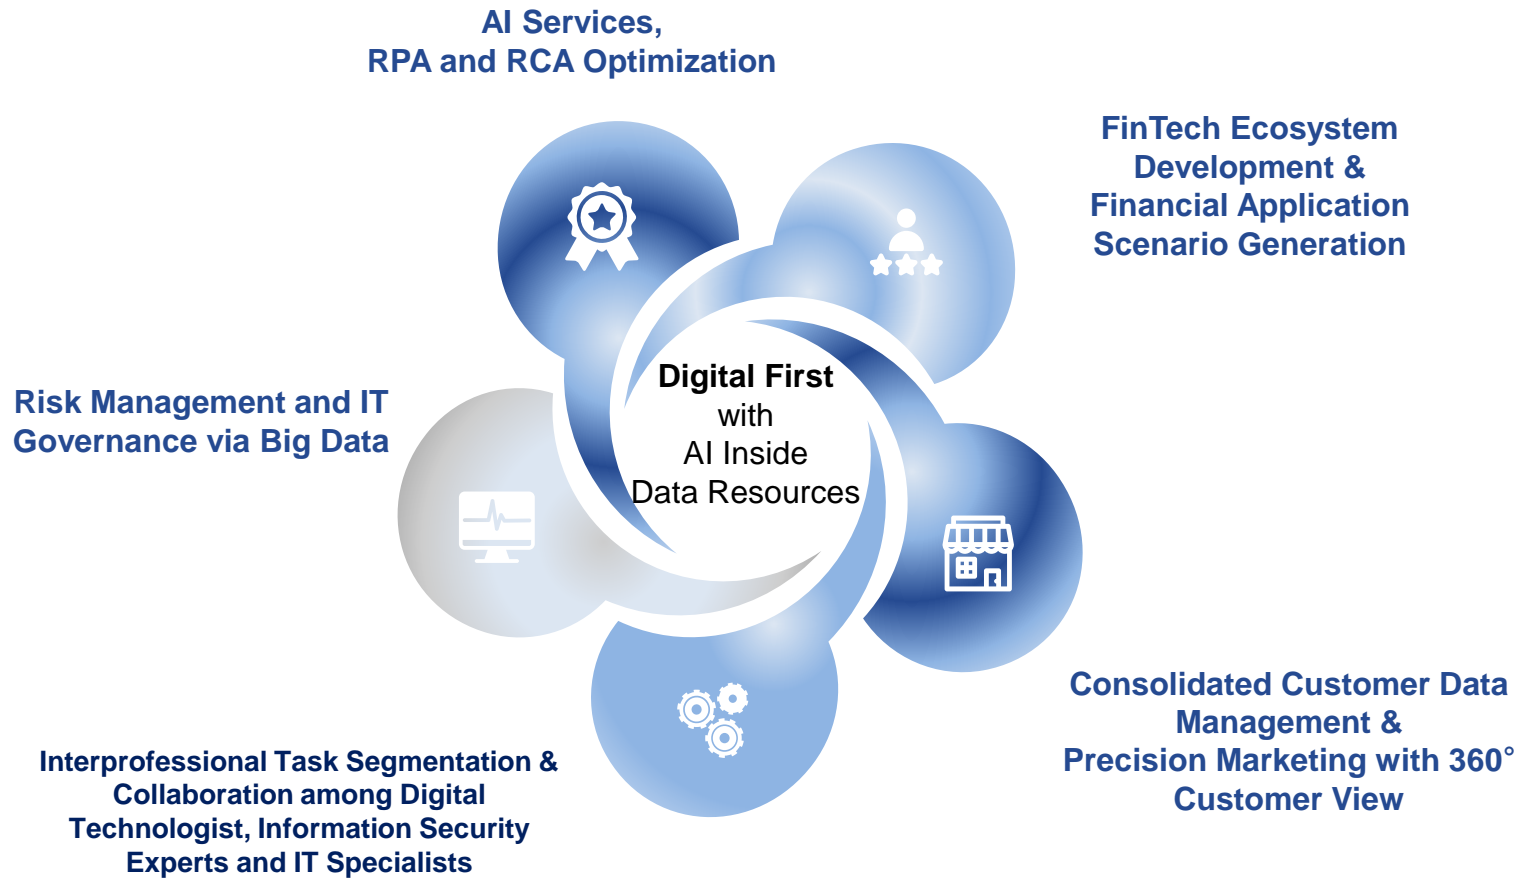 AI Services,
RPA and RCA Optimization
FinTech Ecosystem
Development &
Financial Application
Scenario Generation
Digital First
with
AI Inside
Data Resources
Risk Management and IT
Governance via Big Data
Consolidated Customer Data
Management &
Precision Marketing with 360°
Customer View
Interprofessional Task Segmentation &
Collaboration among Digital
Technologist, Information Security
Experts and IT Specialists